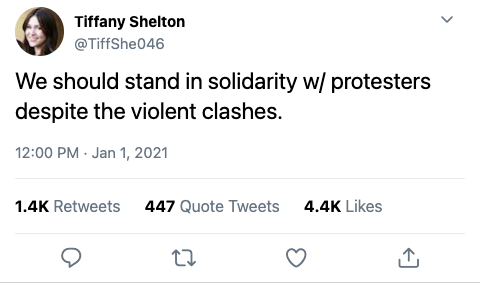 Tiffany Shelton
@TiffShe046
We should stand in solidarity w/ protesters
despite the violent clashes.
12:00 PM · Jan 1, 2021
1.4K Retweets 447 Quote Tweets 4.4K Likes